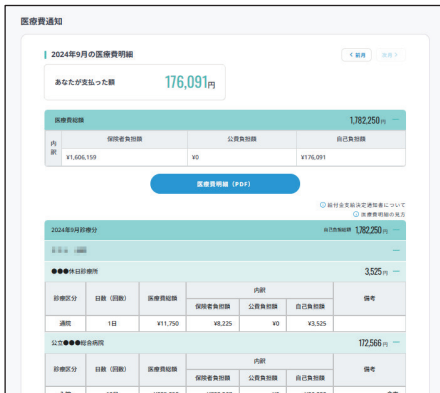 医療費通知
2024年9月の医療費明細
< 前月
次月 >
あなたが支払った額 176,091円
医療費総額 1,782,250円 —
内訳
保険者負担額 公費負担額 自己負担額
¥1,606,159 ¥0 ¥176,091
医療費明細（PDF）
給付金支給決定通知書について
医療費明細の見方
2024年9月診療分 1,782,250円 —
●●●休日診療所 3,525円 —
診療区分 日数（回数） 医療費総額 内訳 備考
保険者負担額 公費負担額 自己負担額
通院 1日 ¥11,750 ¥8,225 ¥0 ¥3,525
公立●●●総合病院 172,566円 —
診療区分 日数（回数） 医療費総額 内訳 備考
保険者負担額 公費負担額 自己負担額